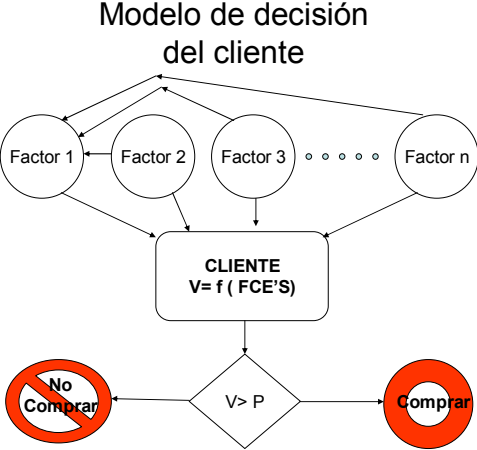 Modelo de decisión
del cliente
Factor 1
Factor 2
Factor 3
Factor n
CLIENTE
V= f ( FCE'S)
No
Comprar
V> P
Comprar